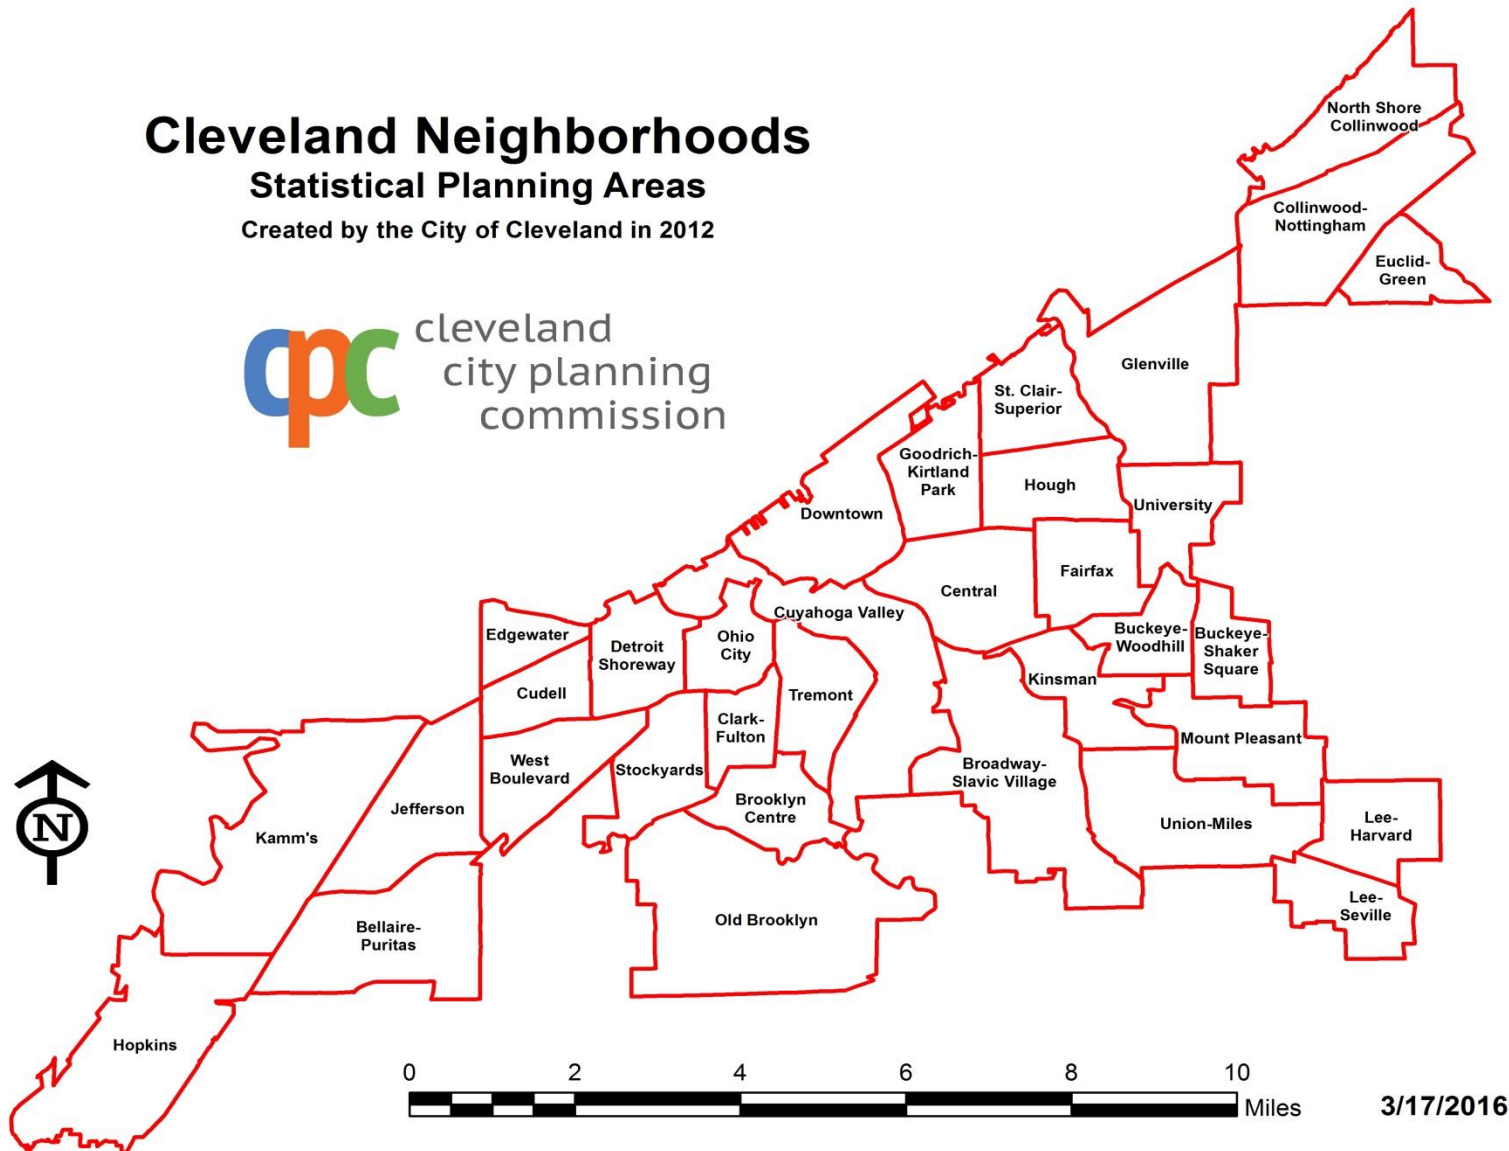 Cleveland Neighborhoods
Statistical Planning Areas
Created by the City of Cleveland in 2012
cpc
cleveland
city planning
commission
North Shore
Collinwood
Collinwood-
Nottingham
Euclid-
Green
Glenville
St. Clair-
Superior
Goodrich-
Kirtland
Park
Hough
University
Downtown
Fairfax
Central
Cuyahoga Valley
Edgewater
Detroit
Shoreway
Ohio
City
Buckeye-
Woodhill
Buckeye-
Shaker
Square
Kinsman
Cudell
Tremont
Clark-
Fulton
Mount Pleasant
West
Boulevard
Stockyards
Broadway-
Slavic Village
Brooklyn
Centre
Jefferson
Kamm's
Union-Miles
Lee-
Harvard
Lee-
Seville
Old Brooklyn
Bellaire-
Puritas
Hopkins
N
0 2 4 6 8 10
Miles
3/17/2016